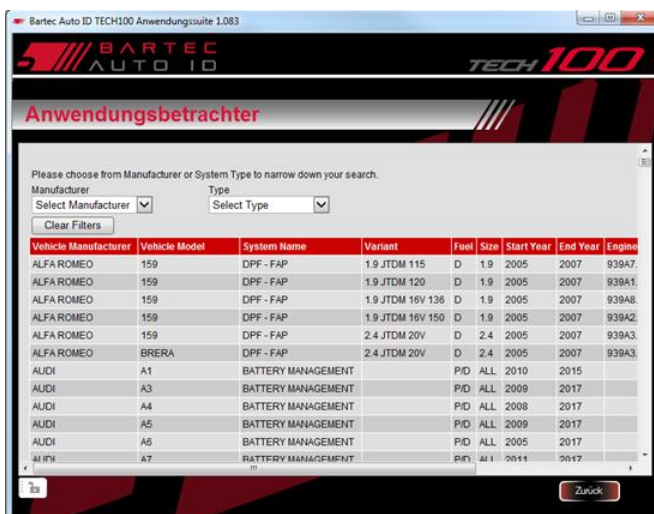 Bartec Auto ID TECH100 Anwendungssuite 1.083
BARTEC
AUTO ID
TECH100
Anwendungsbetrachter
Please choose from Manufacturer or System Type to narrow down your search.
Manufacturer Type
Select Manufacturer Select Type
Clear Filters
Vehicle Manufacturer Vehicle Model System Name Variant Fuel Size Start Year End Year Engine
ALFA ROMEO 159 DPF - FAP 1.9 JTDM 115 D 1.9 2005 2007 939A7.
ALFA ROMEO 159 DPF - FAP 1.9 JTDM 120 D 1.9 2005 2007 939A1.
ALFA ROMEO 159 DPF - FAP 1.9 JTDM 16V 136 D 1.9 2005 2007 939A8.
ALFA ROMEO 159 DPF - FAP 1.9 JTDM 16V 150 D 1.9 2005 2007 939A2.
ALFA ROMEO 159 DPF - FAP 2.4 JTDM 20V D 2.4 2005 2007 939A3.
ALFA ROMEO BRERA DPF - FAP 2.4 JTDM 20V D 2.4 2005 2007 939A3.
AUDI A1 BATTERY MANAGEMENT P/D ALL 2010 2015
AUDI A3 BATTERY MANAGEMENT P/D ALL 2009 2017
AUDI A4 BATTERY MANAGEMENT P/D ALL 2008 2017
AUDI A5 BATTERY MANAGEMENT P/D ALL 2009 2017
AUDI A6 BATTERY MANAGEMENT P/D ALL 2005 2017
AUDI A7 BATTERY MANAGEMENT P/D ALL 2011 2017
Zurück